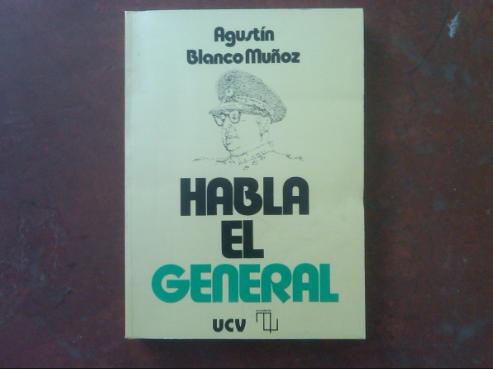 Agustín
Blanco Muñoz
HABLA
EL
GENERAL
UCV